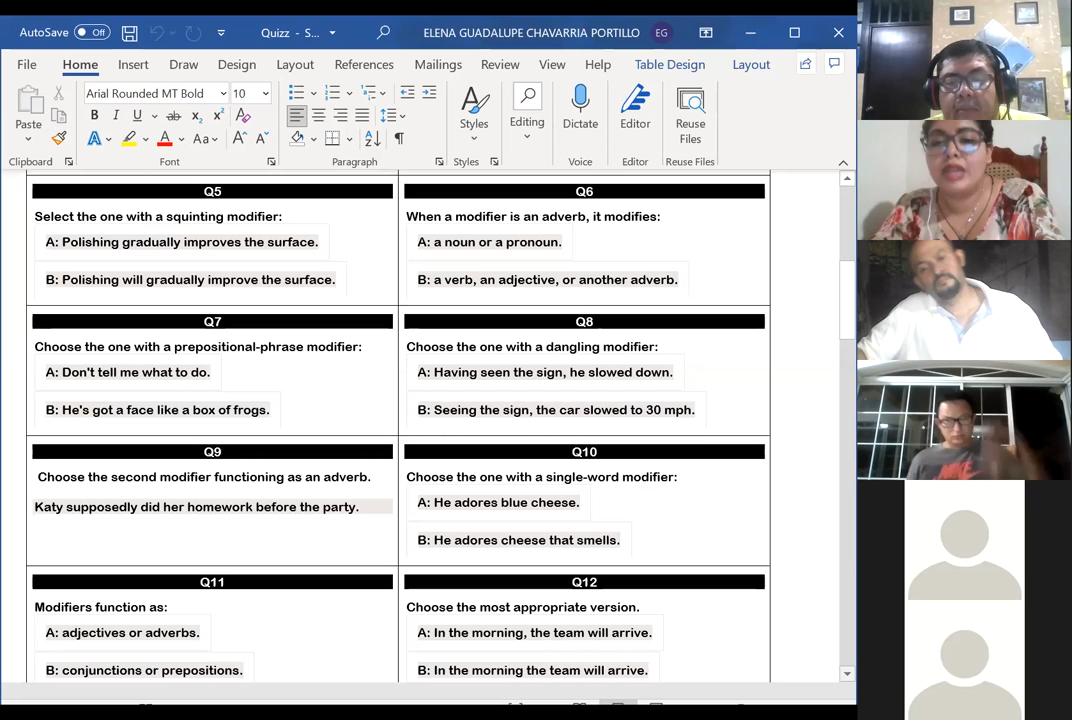 AutoSave Off Quizz - S... ELENA GUADALUPE CHAVARRIA PORTILLO EG
File Home Insert Draw Design Layout References Mailings Review View Help Table Design Layout
Arial Rounded MT Bold 10
Paste Styles Editing Dictate Editor Reuse Files
Clipboard Font Paragraph Styles Voice Editor Reuse Files
Q5
Select the one with a squinting modifier:
A: Polishing gradually improves the surface.
B: Polishing will gradually improve the surface.
Q6
When a modifier is an adverb, it modifies:
A: a noun or a pronoun.
B: a verb, an adjective, or another adverb.
Q7
Choose the one with a prepositional-phrase modifier:
A: Don't tell me what to do.
B: He's got a face like a box of frogs.
Q8
Choose the one with a dangling modifier:
A: Having seen the sign, he slowed down.
B: Seeing the sign, the car slowed to 30 mph.
Q9
Choose the second modifier functioning as an adverb.
Katy supposedly did her homework before the party.
Q10
Choose the one with a single-word modifier:
A: He adores blue cheese.
B: He adores cheese that smells.
Q11
Modifiers function as:
A: adjectives or adverbs.
B: conjunctions or prepositions.
Q12
Choose the most appropriate version.
A: In the morning, the team will arrive.
B: In the morning the team will arrive.